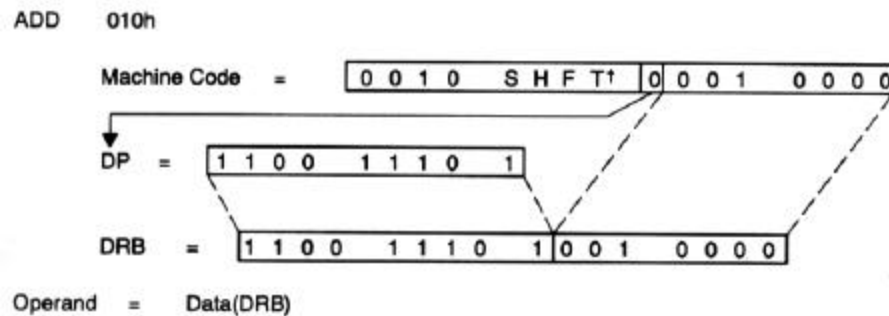 ADD 010h
Machine Code = 0 0 1 0 S H F T† 0 0 0 1 0 0 0 0
DP = 1 1 0 0 1 1 1 0 1
DRB = 1 1 0 0 1 1 1 0 1 0 0 1 0 0 0 0
Operand = Data(DRB)